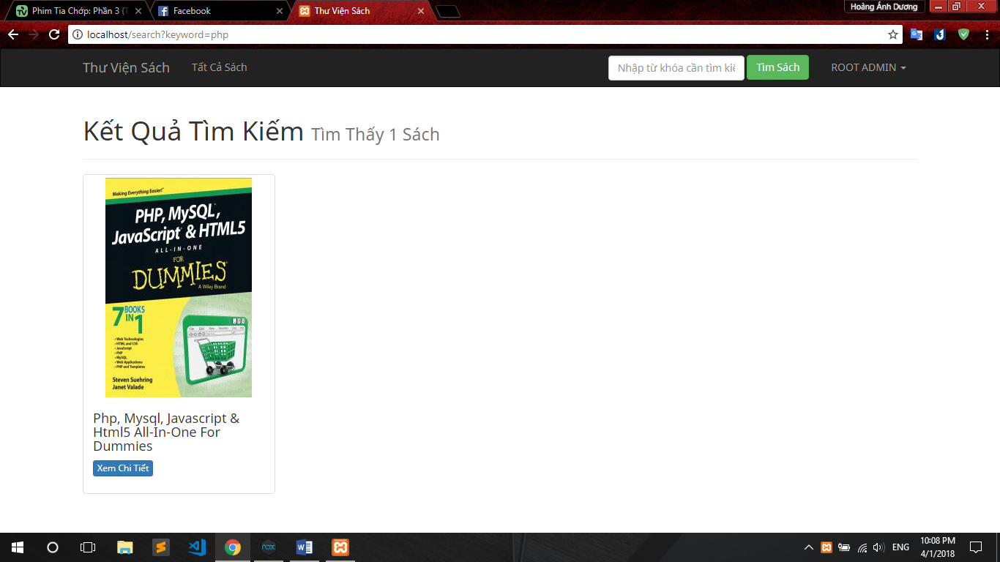 Phim Tia Chớp: Phần 3 (T
Facebook
Thư Viện Sách
Hoàng Ánh Dương
localhost/search?keyword=php
Thư Viện Sách
Tất Cả Sách
Nhập từ khóa cần tìm kiế
Tìm Sách
ROOT ADMIN
Kết Quả Tìm Kiếm Tìm Thấy 1 Sách
Making Everything Easier!™
PHP, MySQL,
JavaScript & HTML5
ALL-IN-ONE
FOR
DUMMIES
A Wiley Brand
7 BOOKS
IN 1
• Web Technologies
• HTML and CSS
• JavaScript
• PHP
• MySQL
• Web Applications
• PHP and Templates
Steven Suehring
Janet Valade
Php, Mysql, Javascript &
Html5 All-In-One For
Dummies
Xem Chi Tiết
nox
ENG
10:08 PM
4/1/2018